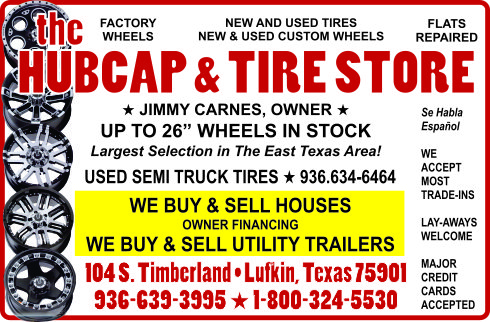 the
FACTORY
WHEELS
NEW AND USED TIRES
NEW & USED CUSTOM WHEELS
FLATS
REPAIRED
HUBCAP & TIRE STORE
★ JIMMY CARNES, OWNER ★
UP TO 26” WHEELS IN STOCK
Largest Selection in The East Texas Area!
USED SEMI TRUCK TIRES ★ 936.634-6464
WE BUY & SELL HOUSES
OWNER FINANCING
WE BUY & SELL UTILITY TRAILERS
104 S. Timberland • Lufkin, Texas 75901
936-639-3995 ★ 1-800-324-5530
Se Habla
Español
WE
ACCEPT
MOST
TRADE-INS
LAY-AWAYS
WELCOME
MAJOR
CREDIT
CARDS
ACCEPTED